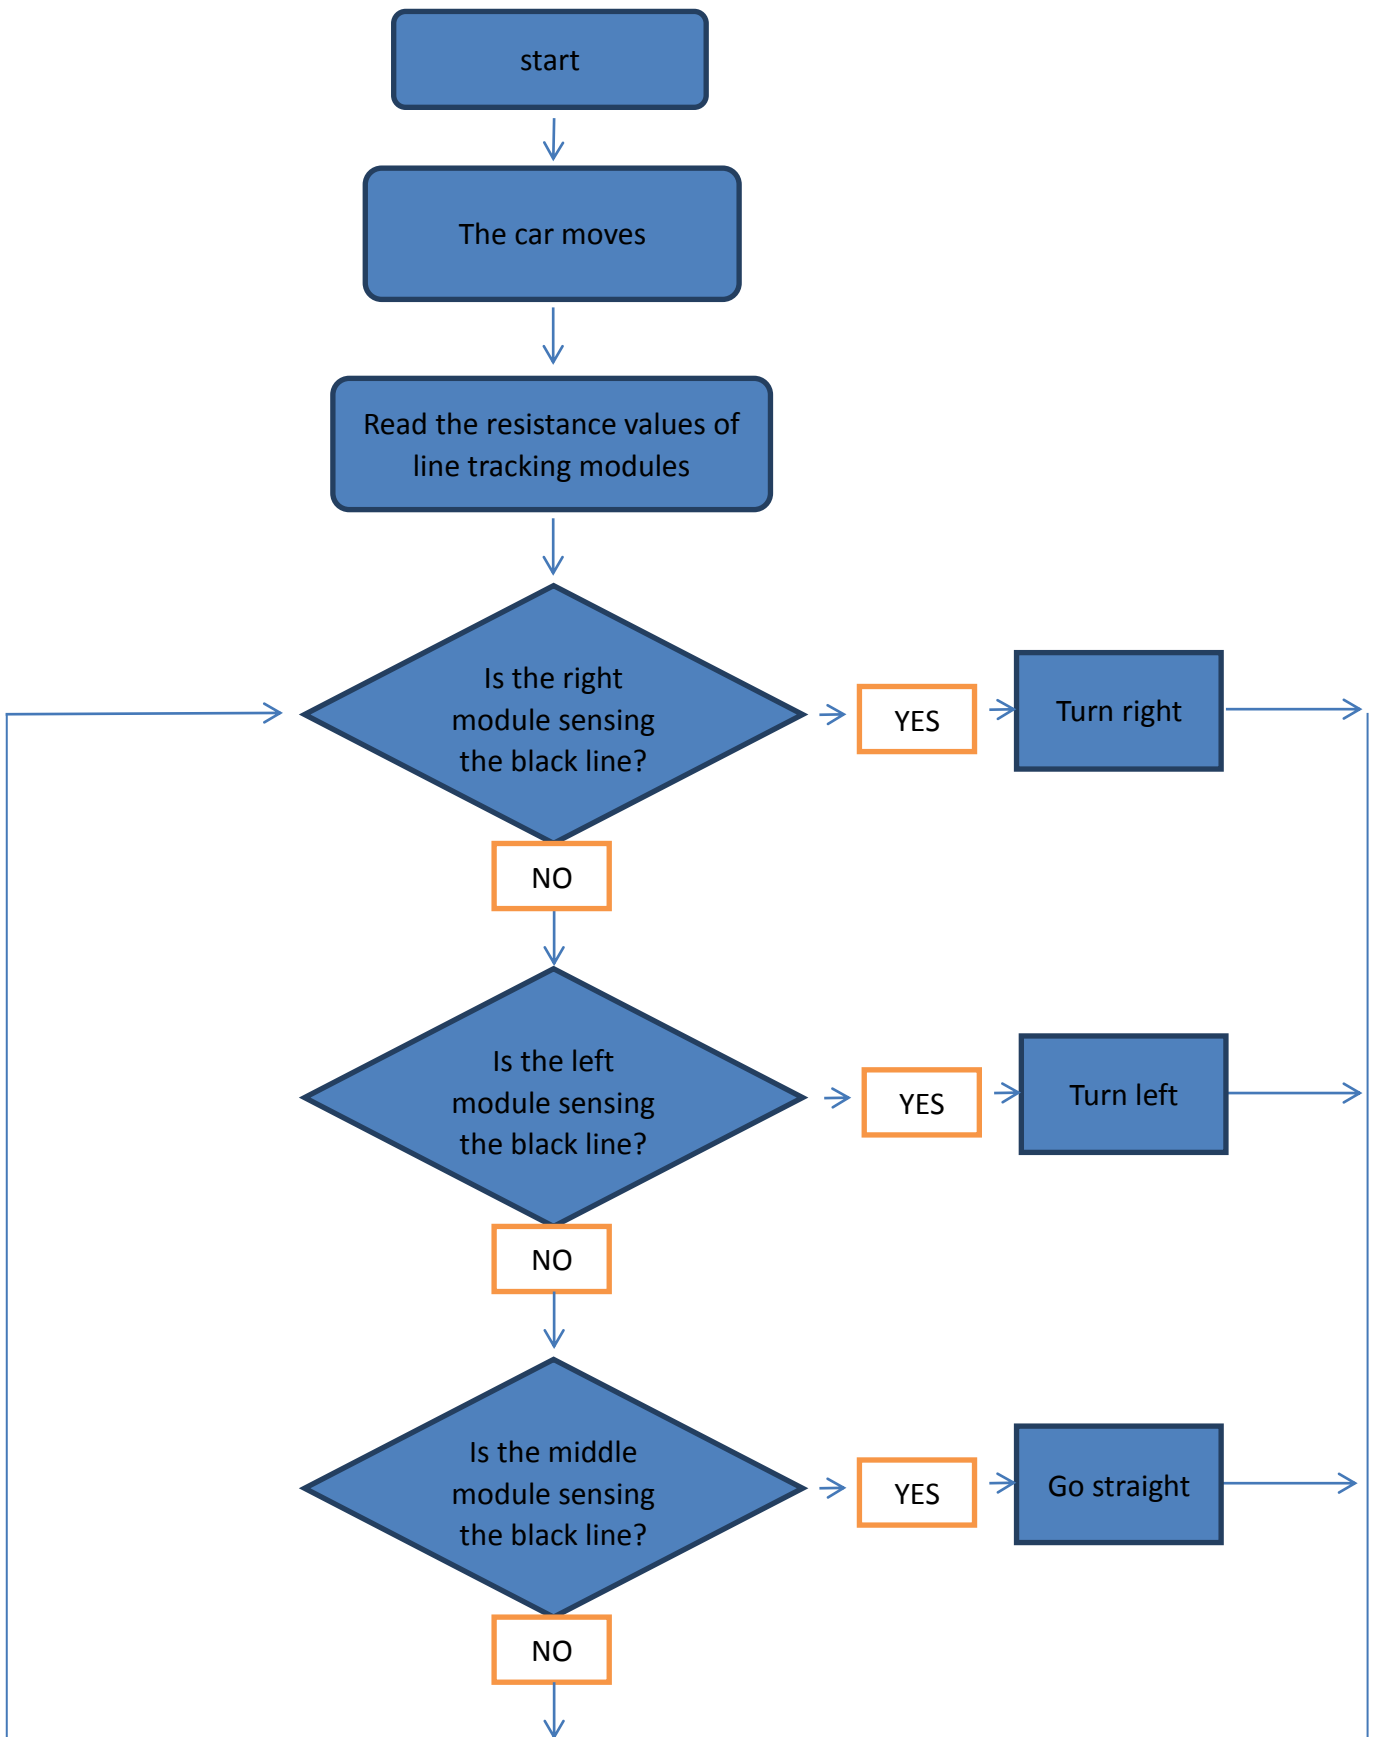 start
The car moves
Read the resistance values of
line tracking modules
Is the right
module sensing
the black line?
YES
Turn right
NO
Is the left
module sensing
the black line?
YES
Turn left
NO
Is the middle
module sensing
the black line?
YES
Go straight
NO